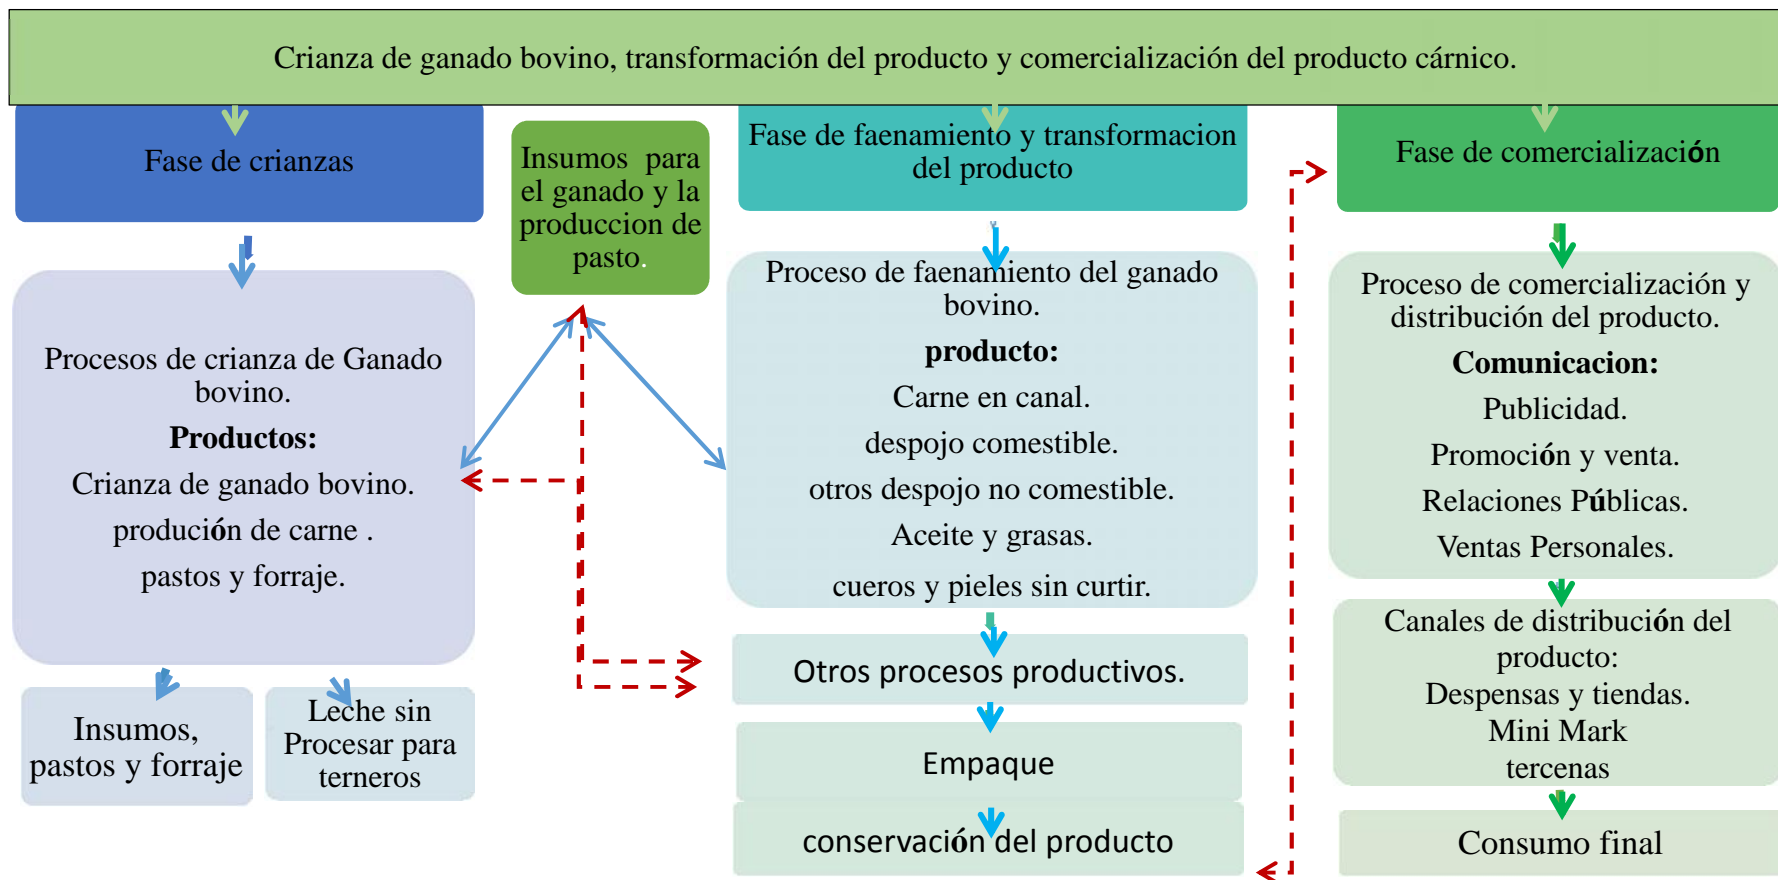 Crianza de ganado bovino, transformación del producto y comercialización del producto cárnico.
Fase de crianzas
Procesos de crianza de Ganado
bovino.
Productos:
Crianza de ganado bovino.
produción de carne .
pastos y forraje.
Insumos,
pastos y forraje
Leche sin
Procesar para
terneros
Insumos para
el ganado y la
produccion de
pasto.
Fase de faenamiento y transformacion
del producto
Proceso de faenamiento del ganado
bovino.
producto:
Carne en canal.
despojo comestible.
otros despojo no comestible.
Aceite y grasas.
cueros y pieles sin curtir.
Otros procesos productivos.
Empaque
conservación del producto
Fase de comercialización
Proceso de comercialización y
distribución del producto.
Comunicacion:
Publicidad.
Promoción y venta.
Relaciones Públicas.
Ventas Personales.
Canales de distribución del
producto:
Despensas y tiendas.
Mini Mark
tercenas
Consumo final